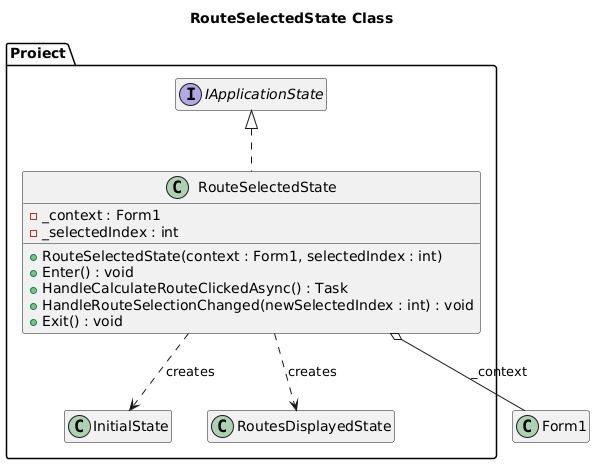 RouteSelectedState Class
Proiect
I IApplicationState
C RouteSelectedState
_context : Form1
_selectedIndex : int
RouteSelectedState(context : Form1, selectedIndex : int)
Enter() : void
HandleCalculateRouteClickedAsync() : Task
HandleRouteSelectionChanged(newSelectedIndex : int) : void
Exit() : void
creates
creates
_context
C InitialState
C RoutesDisplayedState
C Form1